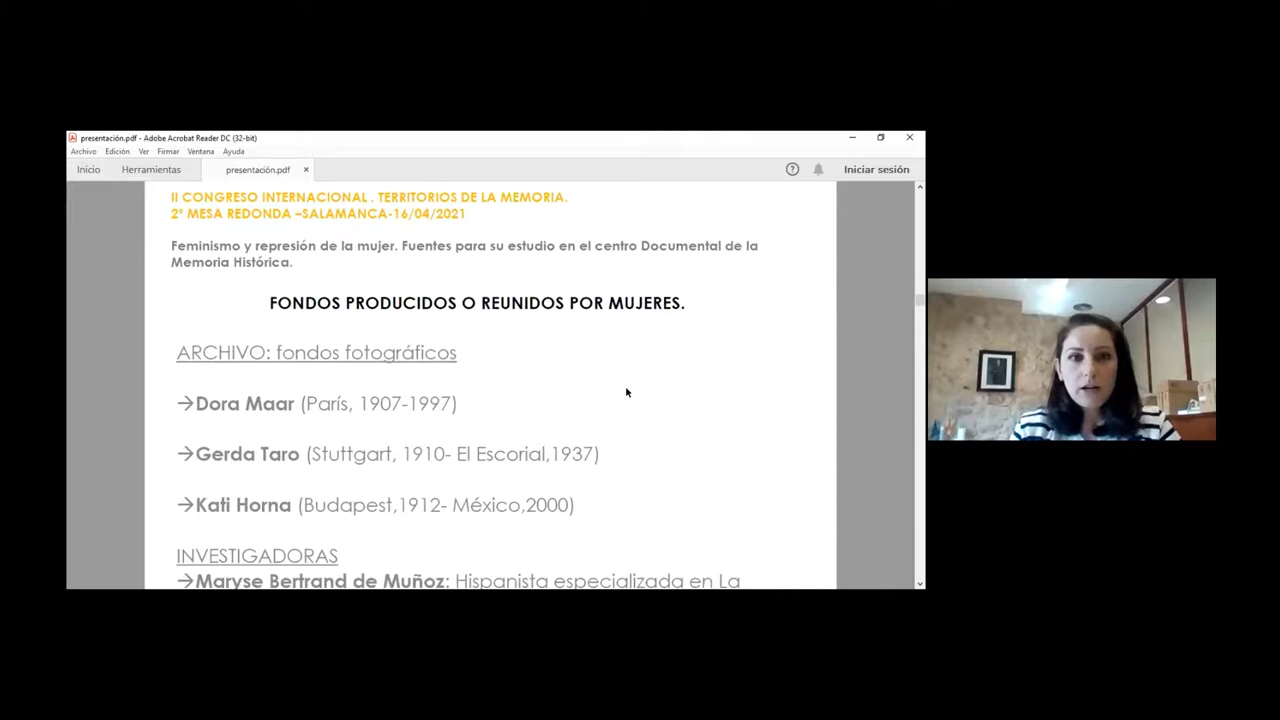 presentación.pdf - Adobe Acrobat Reader DC (32-bit)
Archivo Edición Ver Firmar Ventana Ayuda
Inicio Herramientas presentación.pdf × ? Iniciar sesión
II CONGRESO INTERNACIONAL . TERRITORIOS DE LA MEMORIA.
2ª MESA REDONDA –SALAMANCA-16/04/2021
Feminismo y represión de la mujer. Fuentes para su estudio en el centro Documental de la
Memoria Histórica.
FONDOS PRODUCIDOS O REUNIDOS POR MUJERES.
ARCHIVO: fondos fotográficos
→Dora Maar (París, 1907-1997)
→Gerda Taro (Stuttgart, 1910- El Escorial,1937)
→Kati Horna (Budapest,1912- México,2000)
INVESTIGADORAS
→Maryse Bertrand de Muñoz: Hispanista especializada en La